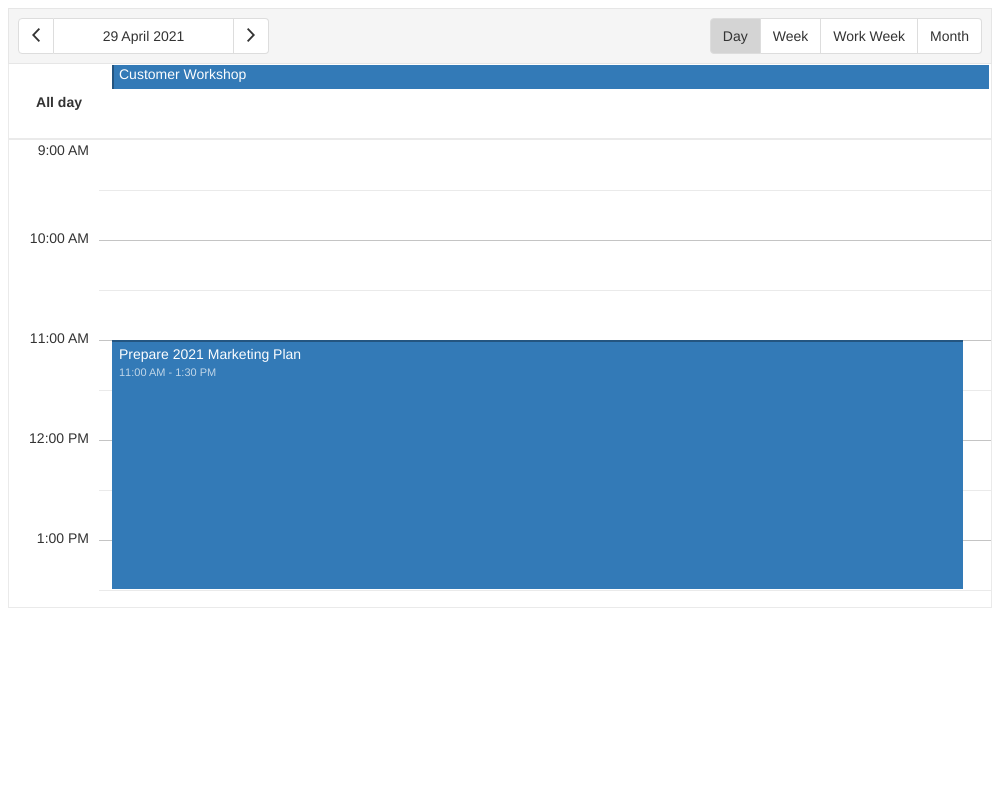 29 April 2021
Day Week Work Week Month
Customer Workshop
All day
9:00 AM
10:00 AM
11:00 AM
Prepare 2021 Marketing Plan
11:00 AM - 1:30 PM
12:00 PM
1:00 PM